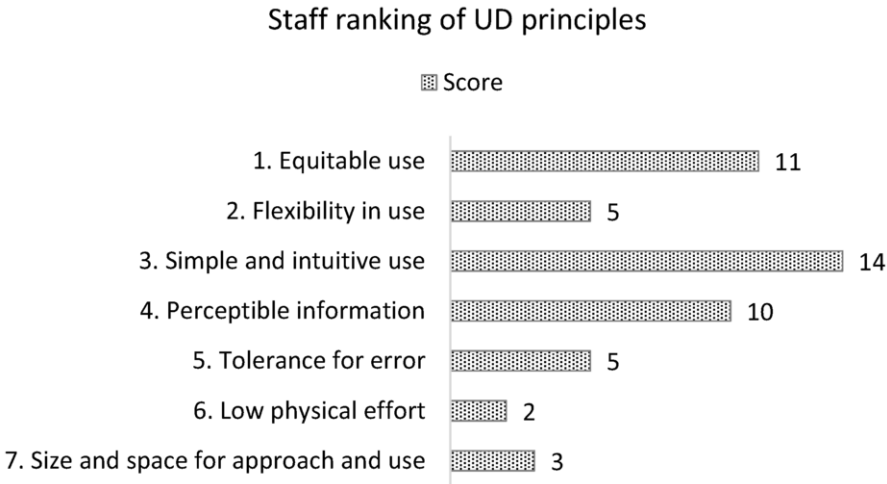 Staff ranking of UD principles
Score
1. Equitable use 11
2. Flexibility in use 5
3. Simple and intuitive use 14
4. Perceptible information 10
5. Tolerance for error 5
6. Low physical effort 2
7. Size and space for approach and use 3